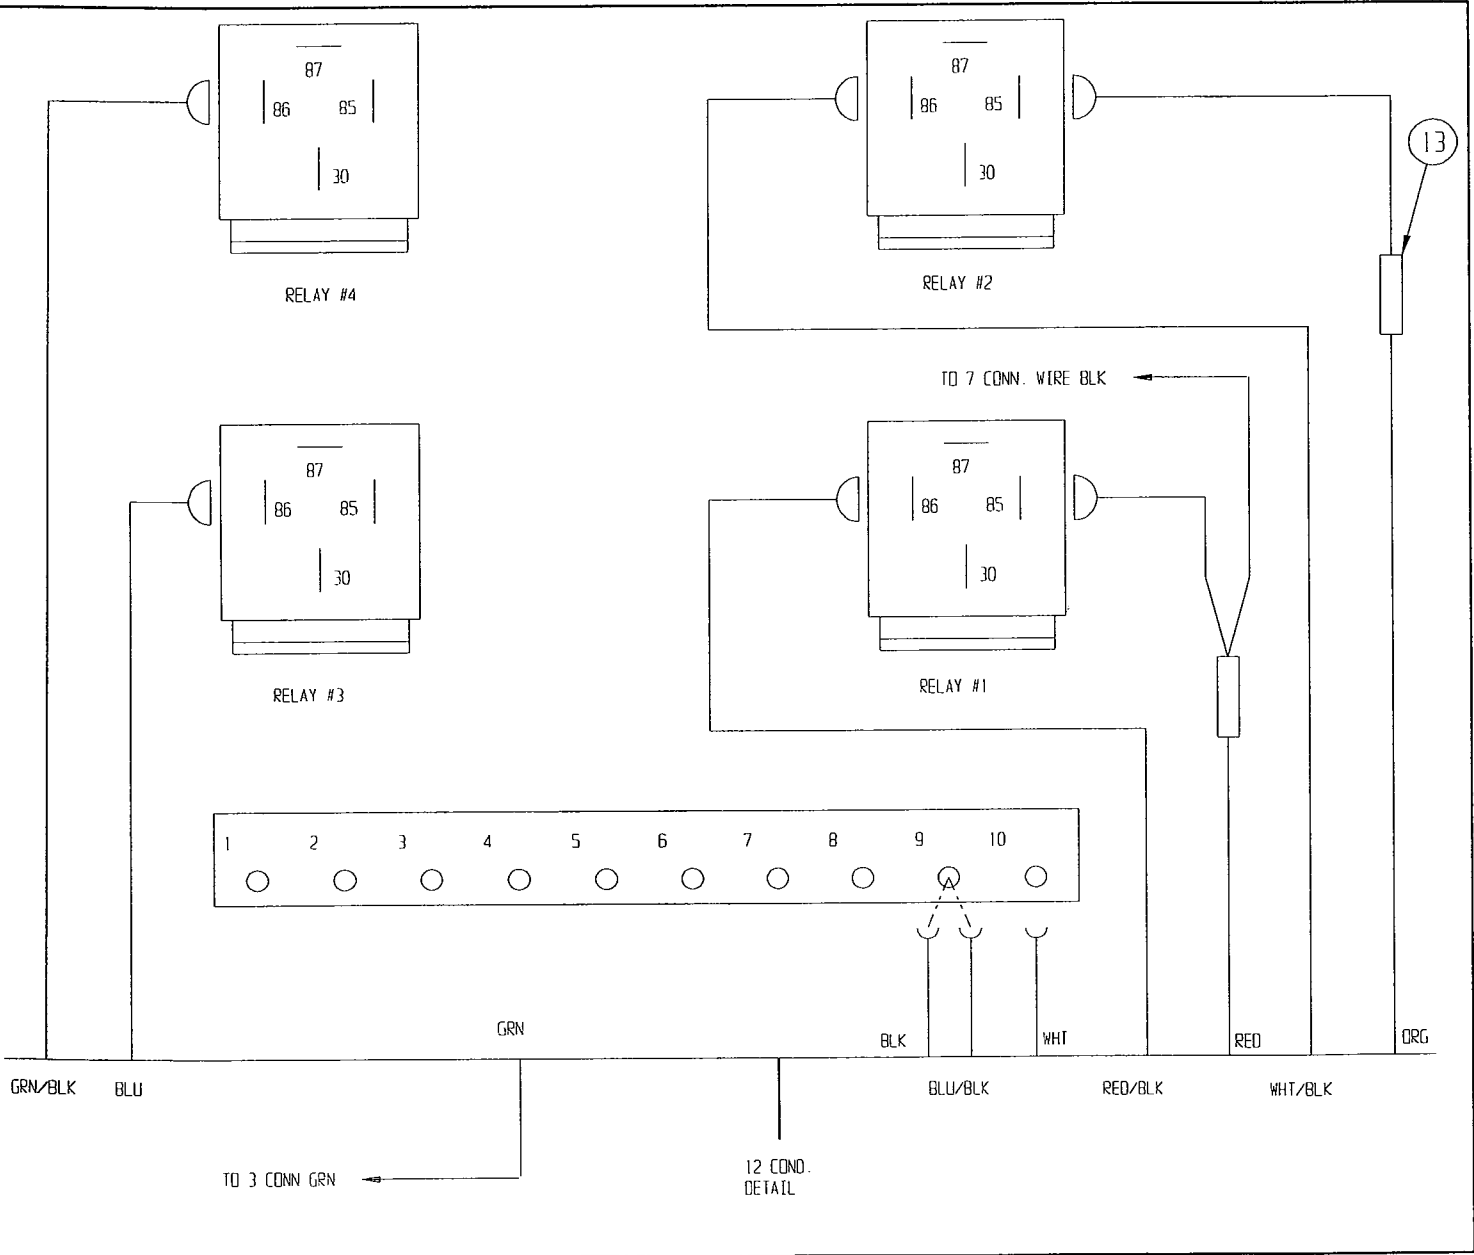 87
86 85
30
RELAY #4
87
86 85
30
RELAY #2
13
TO 7 CONN. WIRE BLK
87
86 85
30
RELAY #3
87
86 85
30
RELAY #1
1 2 3 4 5 6 7 8 9 10
GRN
BLK
WHT
RED
ORG
GRN/BLK
BLU
BLU/BLK
RED/BLK
WHT/BLK
TO 3 CONN GRN
12 COND.
DETAIL